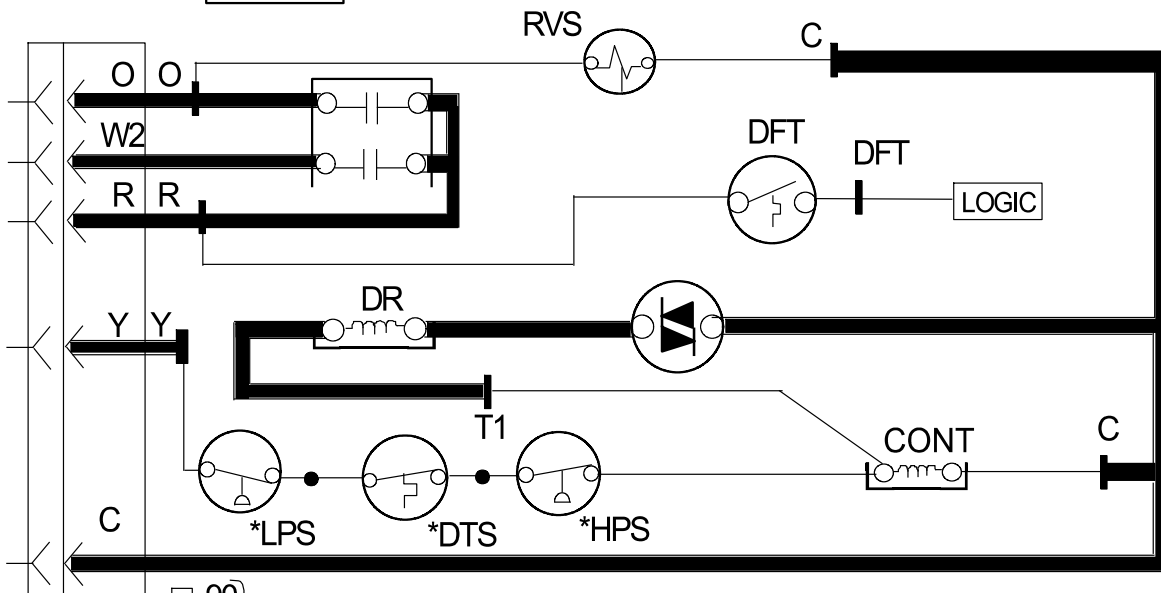 RVS
C
O O
W2
DFT
DFT
R R
LOGIC
DR
Y Y
T1
CONT
C
*LPS
*DTS
*HPS
C